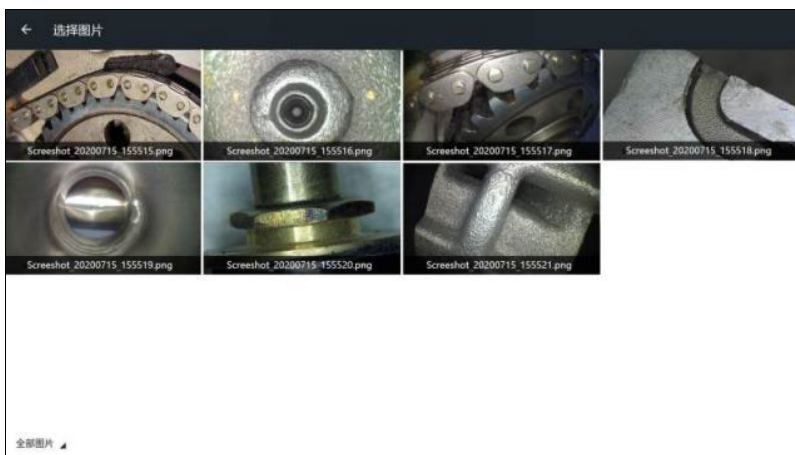 选择图片
Screenshot_20200715_155515.png
Screenshot_20200715_155516.png
Screenshot_20200715_155517.png
Screenshot_20200715_155518.png
Screenshot_20200715_155519.png
Screenshot_20200715_155520.png
Screenshot_20200715_155521.png
全部图片